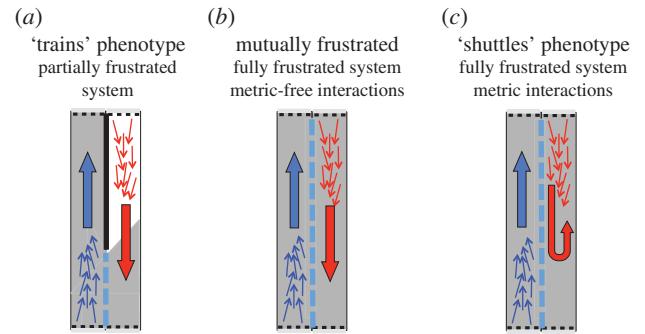 (a)
‘trains’ phenotype
partially frustrated
system
(b)
mutually frustrated
fully frustrated system
metric-free interactions
(c)
‘shuttles’ phenotype
fully frustrated system
metric interactions